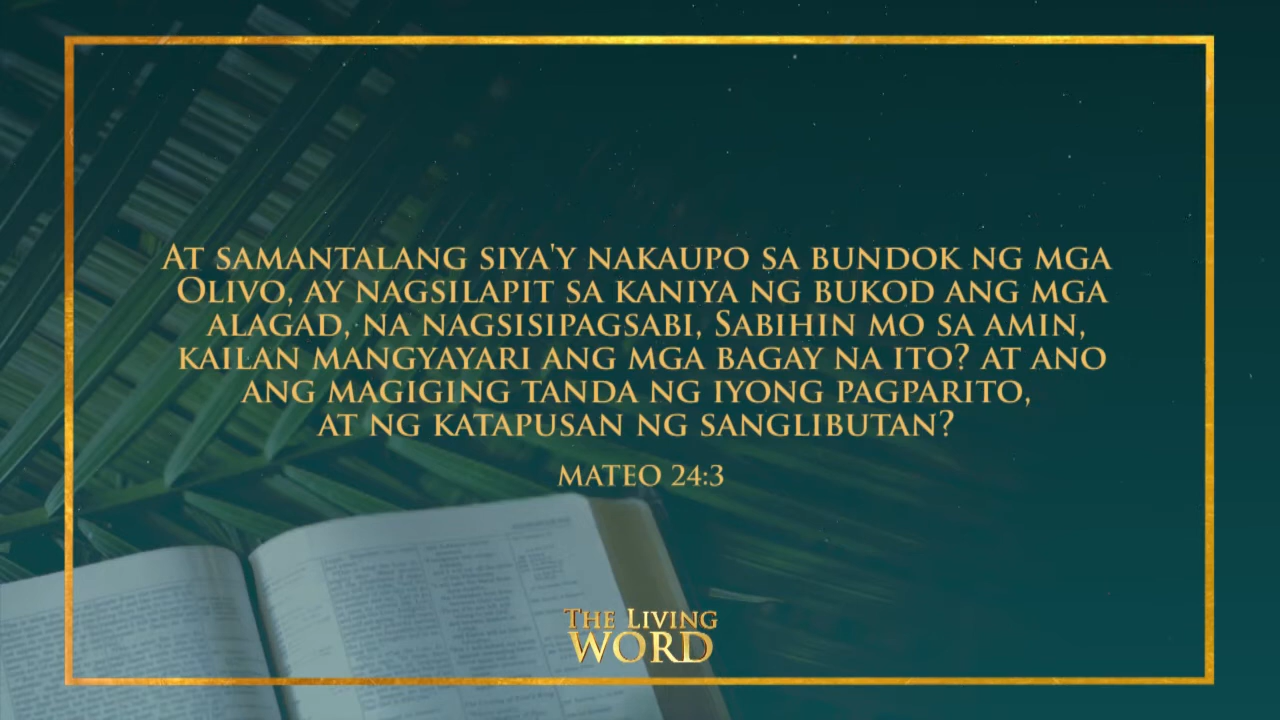 At samantalang siya'y nakaupo sa bundok ng mga
Olivo, ay nagsilapit sa kaniya ng bukod ang mga
alagad, na nagsisipagsabi, Sabihin mo sa amin,
kailan mangyayari ang mga bagay na ito? at ano
ang magiging tanda ng iyong pagparito,
at ng katapusan ng sanglibutan?
Mateo 24:3
The Living
Word